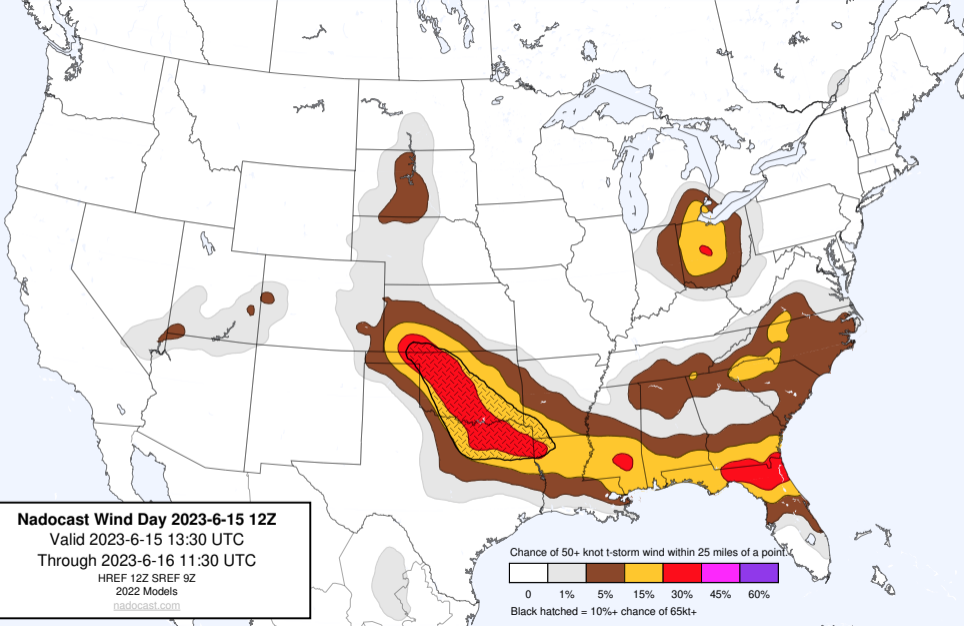 Nadocast Wind Day 2023-6-15 12Z
Valid 2023-6-15 13:30 UTC
Through 2023-6-16 11:30 UTC
HREF 12Z SREF 9Z
2022 Models
nadocast.com
Chance of 50+ knot t-storm wind within 25 miles of a point.
0 1% 5% 15% 30% 45% 60%
Black hatched = 10%+ chance of 65kt+